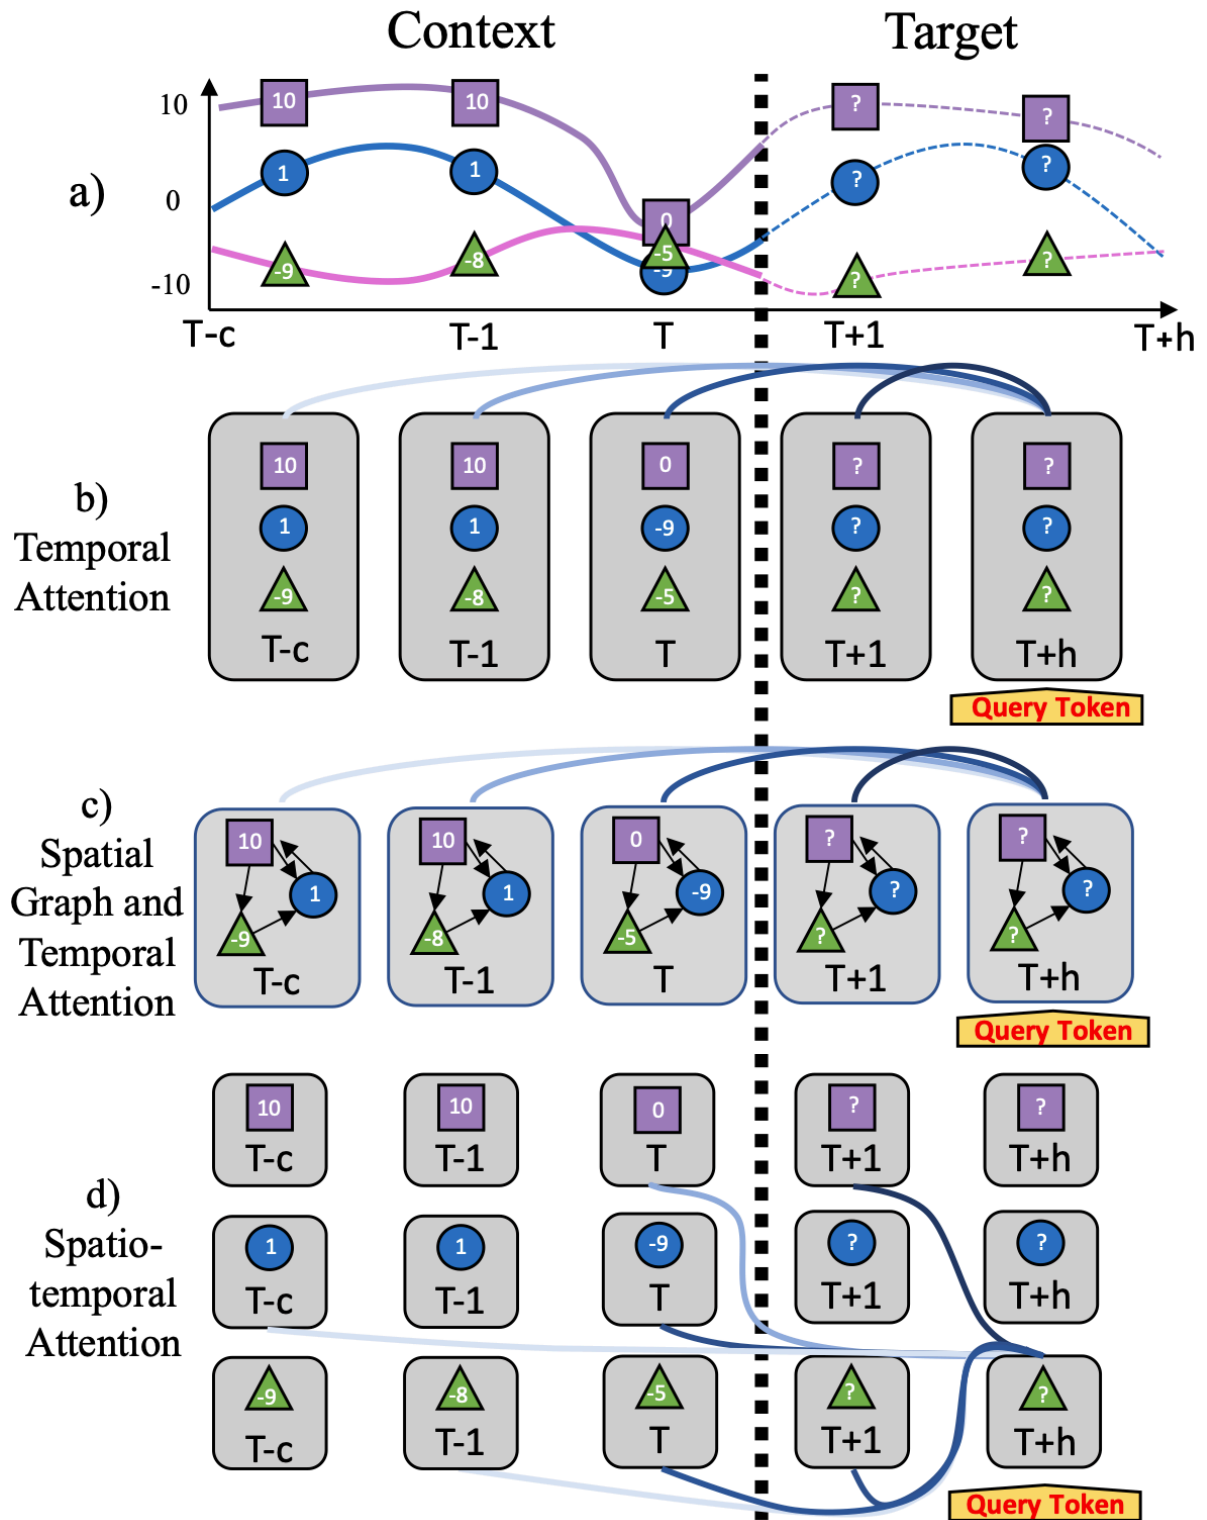 Context Target
10
10 10 ? ?
1 1 ? ?
a)
0
0
-9 -8 -5 ? ?
-9
-10
T-c T-1 T T+1 T+h
10 10 0 ? ?
b)
1 1 -9 ? ?
Temporal
Attention
-9 -8 -5 ? ?
T-c T-1 T T+1 T+h
Query Token
c)
10 10 0 ? ?
Spatial
1 1 -9 ? ?
Graph and
-9 -8 -5 ? ?
Temporal
T-c T-1 T T+1 T+h
Attention
Query Token
10 10 0 ? ?
T-c T-1 T T+1 T+h
d)
1 1 -9 ? ?
Spatio-
temporal
T-c T-1 T T+1 T+h
Attention
-9 -8 -5 ? ?
T-c T-1 T T+1 T+h
Query Token